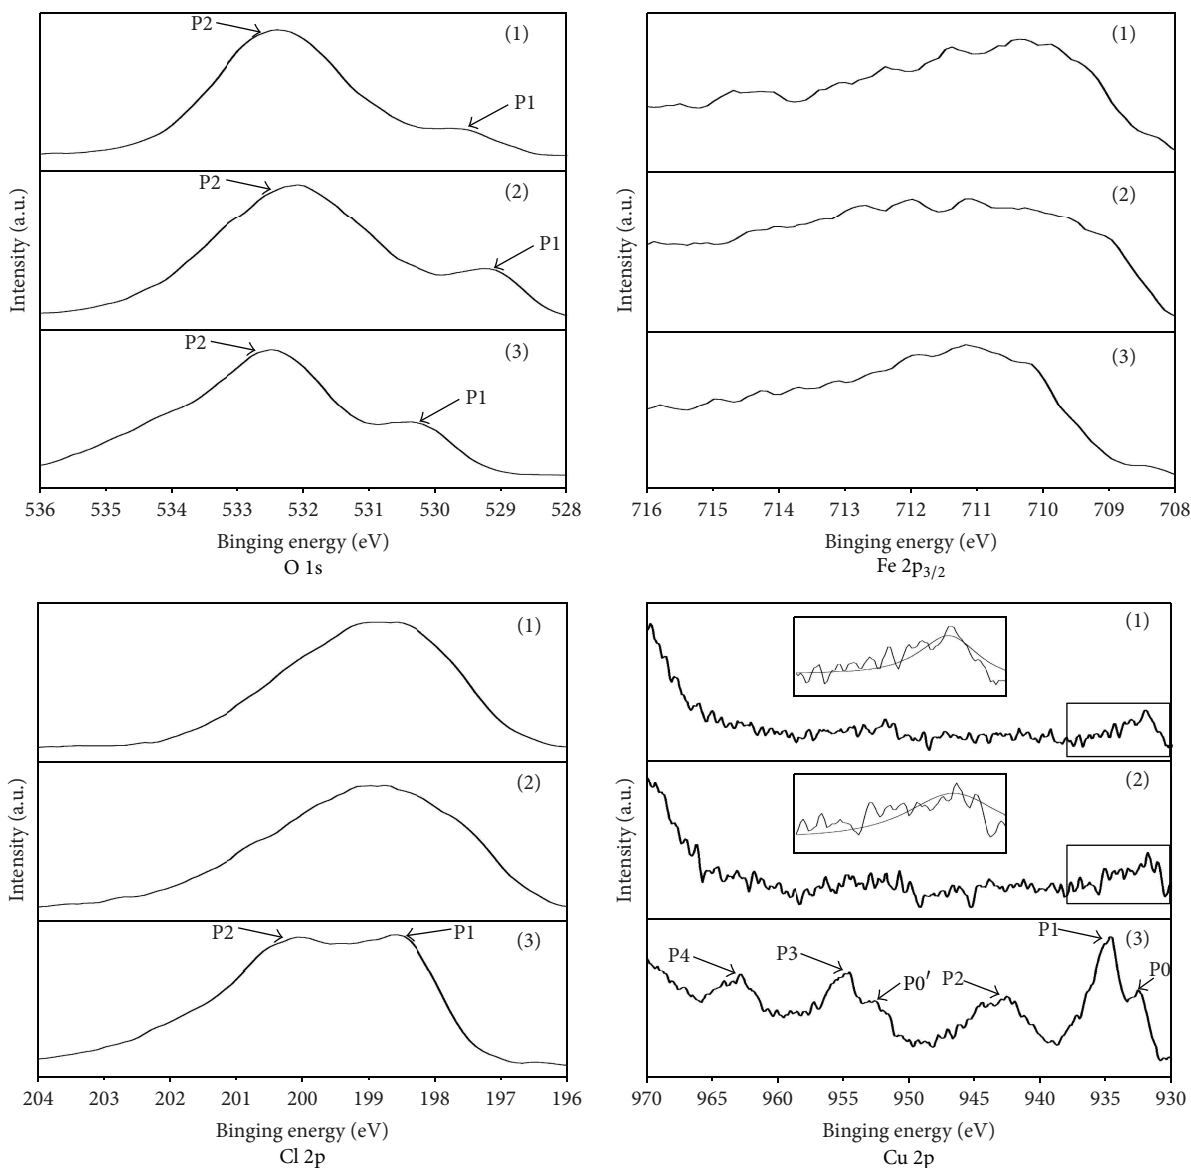 P2
(1)
P1
P2
(2)
P1
P2
(3)
P1
Intensity (a.u.)
536 535 534 533 532 531 530 529 528
Binging energy (eV)
O 1s
(1)
(2)
(3)
Intensity (a.u.)
716 715 714 713 712 711 710 709 708
Binging energy (eV)
Fe 2p3/2
(1)
(2)
P2
P1
(3)
Intensity (a.u.)
204 203 202 201 200 199 198 197 196
Binging energy (eV)
Cl 2p
(1)
(2)
P1
(3)
P4
P3
P0′
P2
P0
Intensity (a.u.)
970 965 960 955 950 945 940 935 930
Binging energy (eV)
Cu 2p